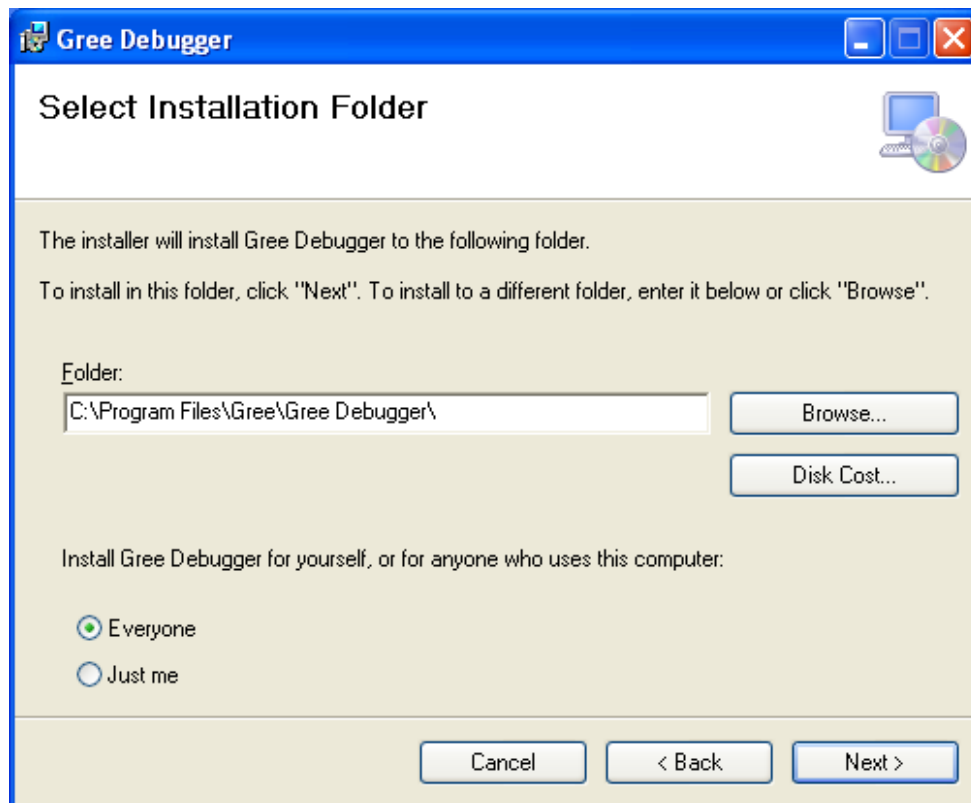 Gree Debugger
Select Installation Folder
The installer will install Gree Debugger to the following folder.
To install in this folder, click "Next". To install to a different folder, enter it below or click "Browse".
Folder:
C:\Program Files\Gree\Gree Debugger\
Browse...
Disk Cost...
Install Gree Debugger for yourself, or for anyone who uses this computer:
Everyone
Just me
Cancel
< Back
Next >